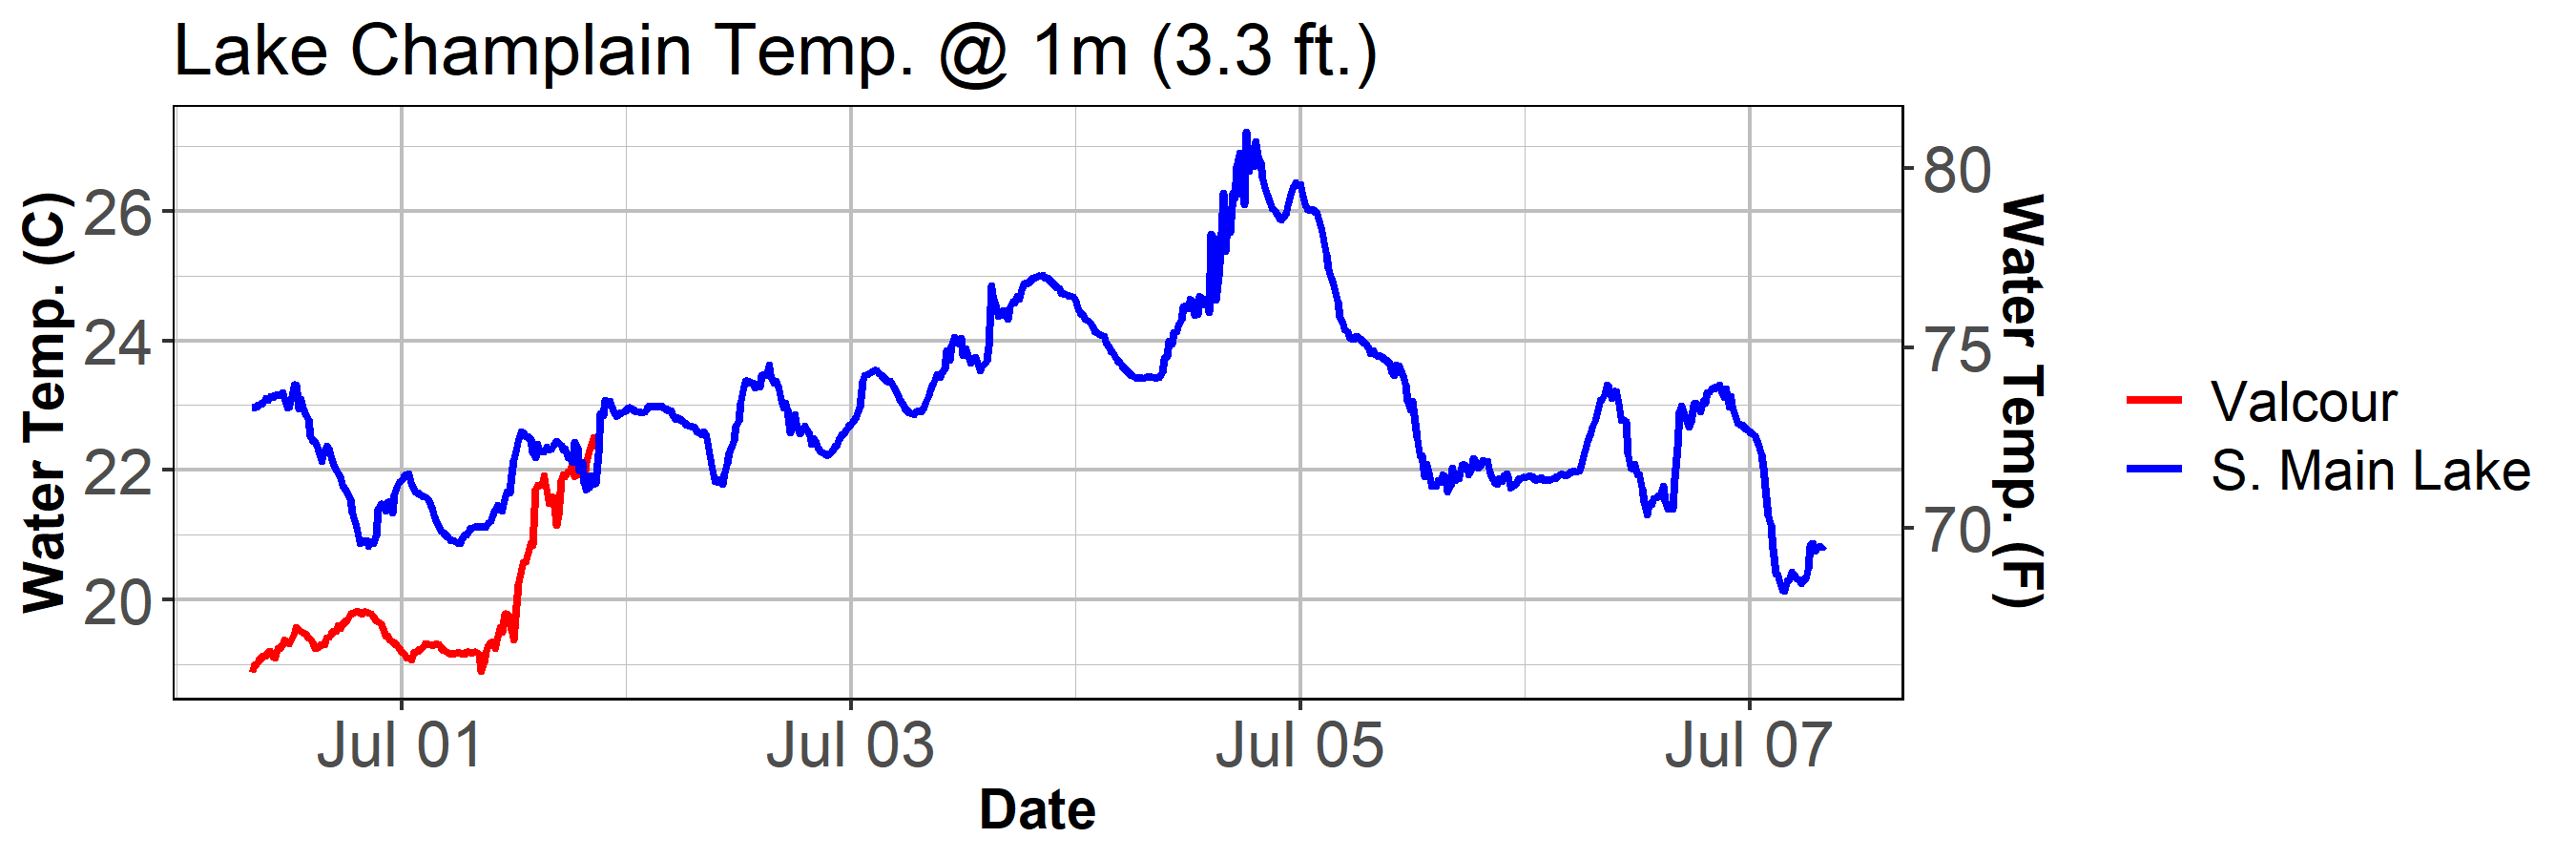 Lake Champlain Temp. @ 1m (3.3 ft.)
Water Temp. (C)
26
24
22
20
80
75
70
Water Temp. (F)
Jul 01
Jul 03
Jul 05
Jul 07
Date
Valcour
S. Main Lake